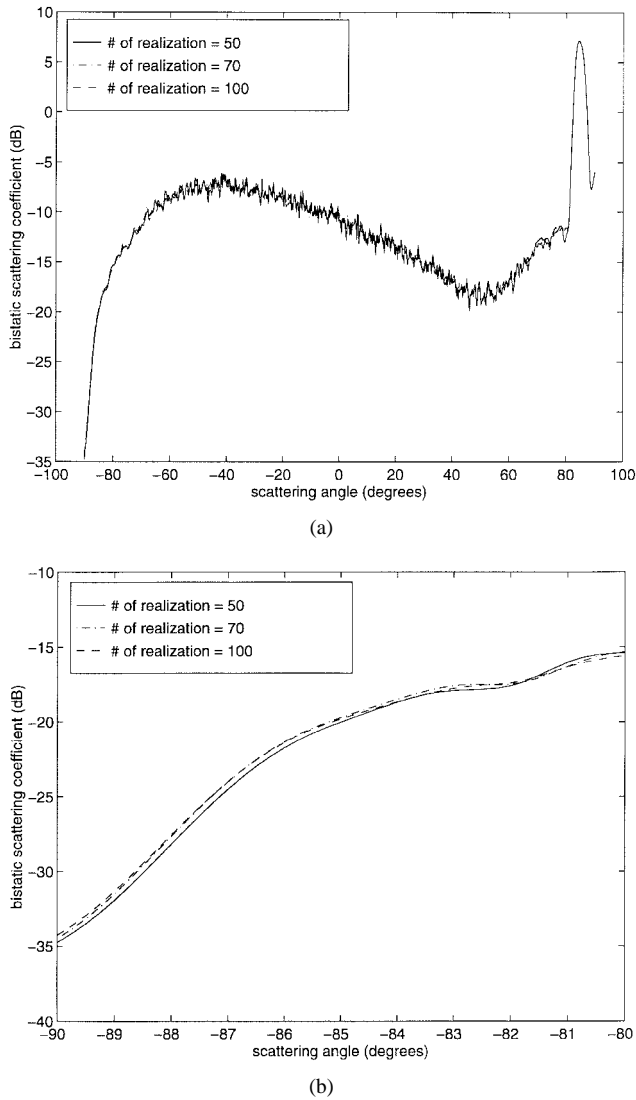 10
5
0
−5
−10
−15
−20
−25
−30
−35
bistatic scattering coefficient (dB)
# of realization = 50
# of realization = 70
# of realization = 100
−100 −80 −60 −40 −20 0 20 40 60 80 100
scattering angle (degrees)
(a)
−10
−15
−20
−25
−30
−35
−40
bistatic scattering coefficient (dB)
# of realization = 50
# of realization = 70
# of realization = 100
−90 −89 −88 −87 −86 −85 −84 −83 −82 −81 −80
scattering angle (degrees)
(b)